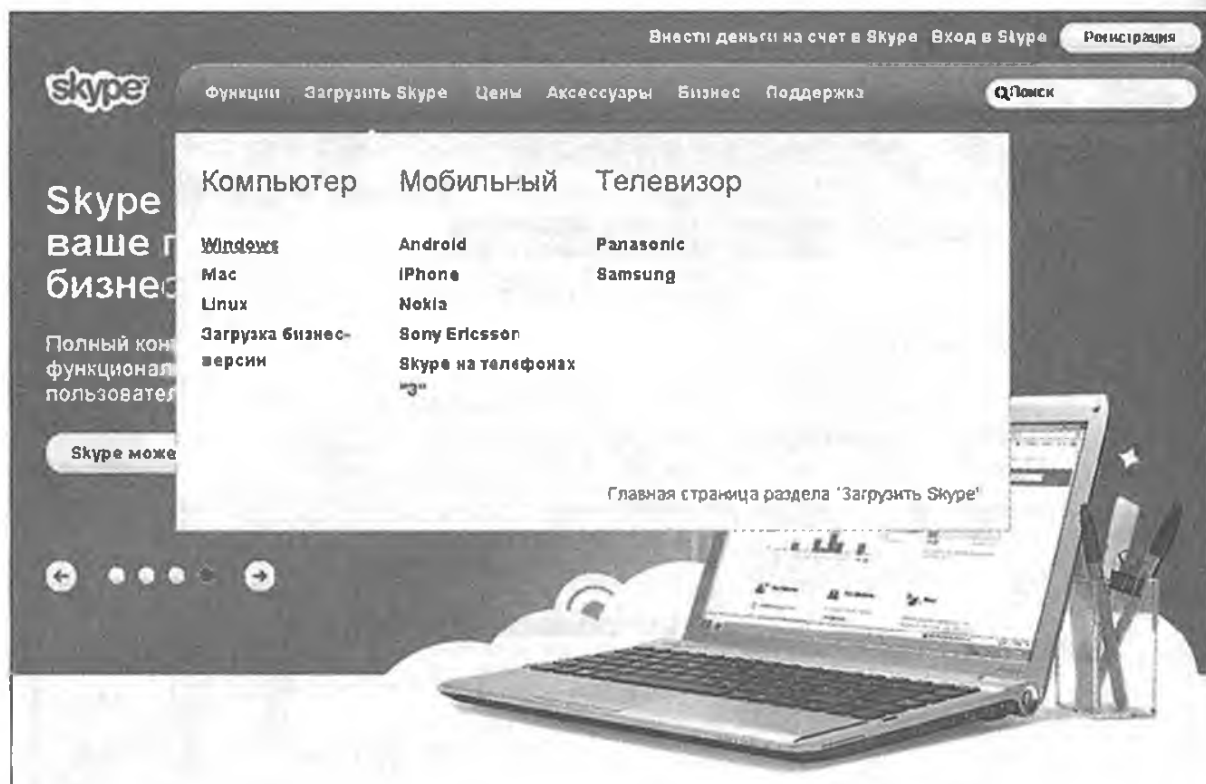 Внести деньги на счет в Skype Вход в Skype Регистрация
skype
Функции Загрузить Skype Цены Аксессуары Бизнес Поддержка Поиск
Компьютер Мобильный Телевизор
Skype
ваше
бизнес
Windows Android Panasonic
Mac iPhone Samsung
Linux Nokia
Загрузка бизнес- Sony Ericsson
версии Skype на телефонах
"3"
Полный
функционал
пользовател
Skype може
Главная страница раздела "Загрузить Skype"